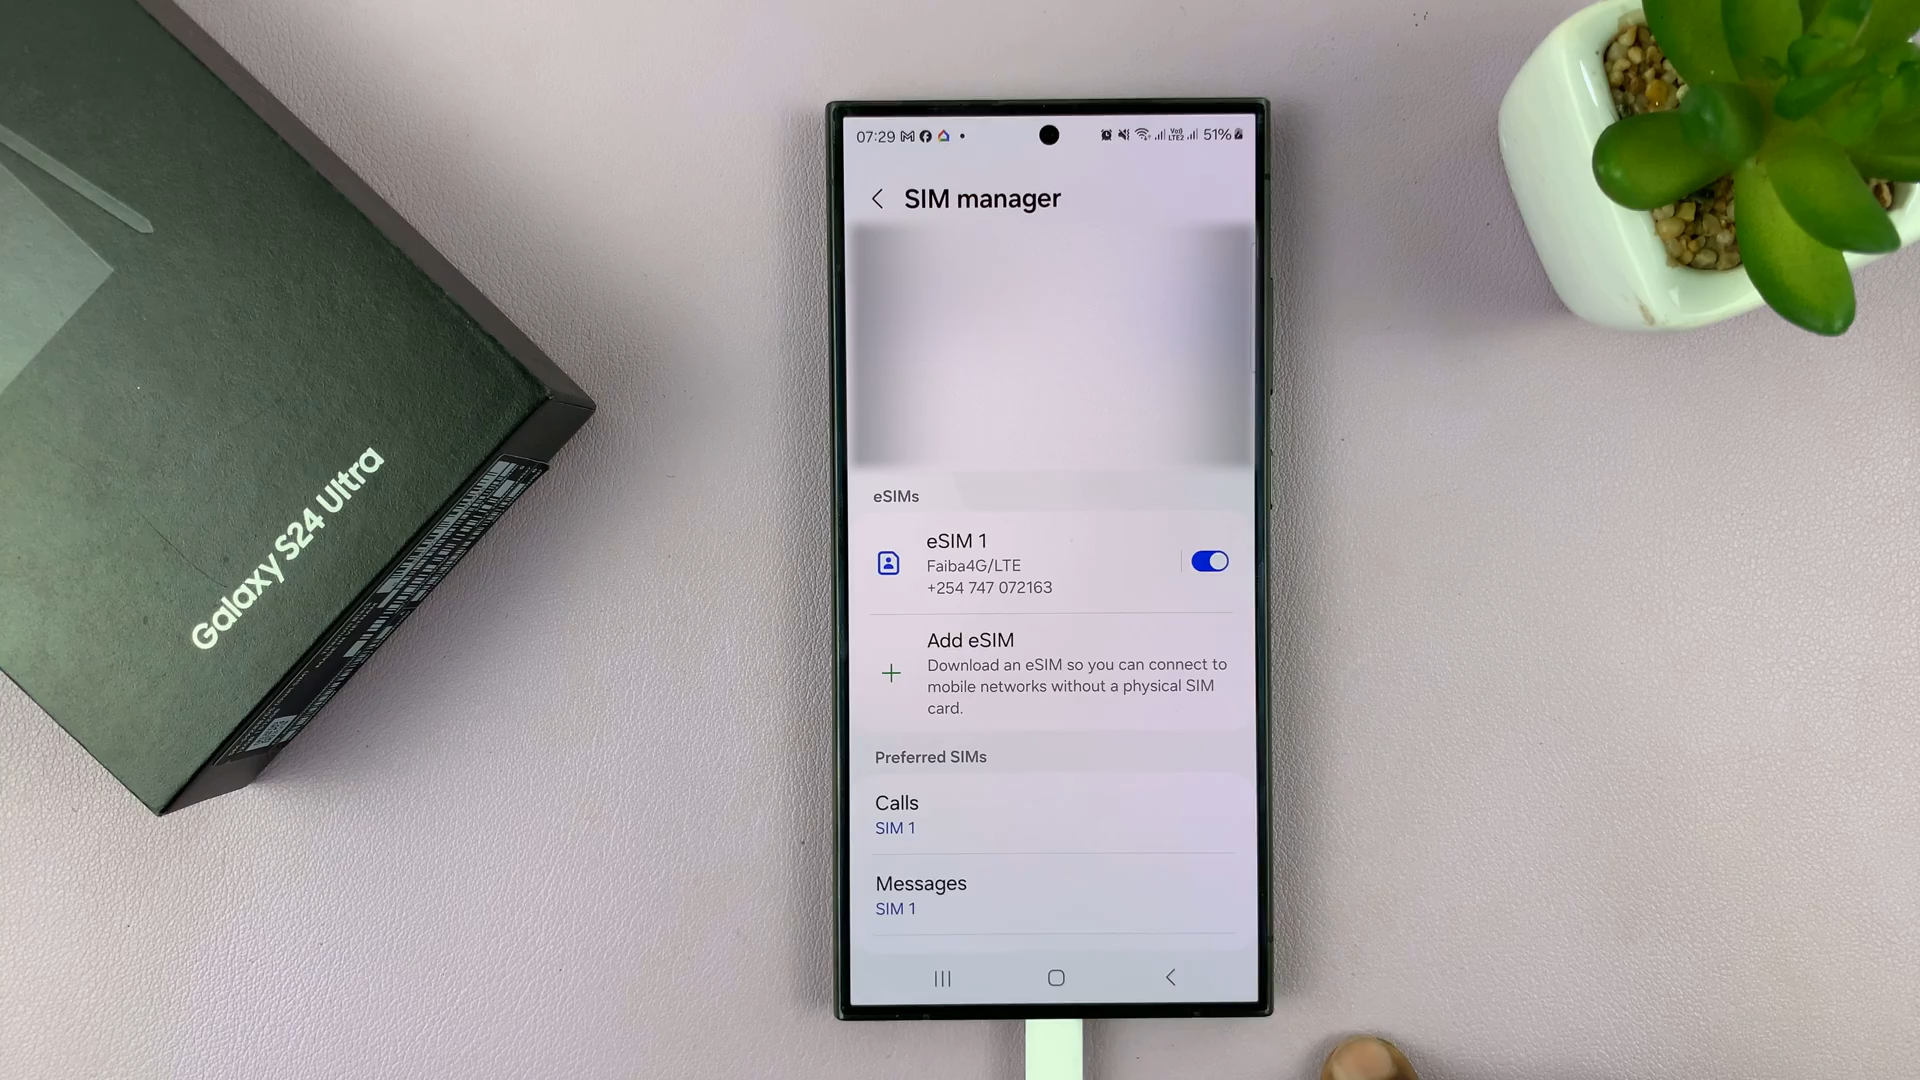 Galaxy S24 Ultra
07:29
51%
SIM manager
eSIMs
eSIM 1
Faiba4G/LTE
+254 747 072163
Add eSIM
Download an eSIM so you can connect to
mobile networks without a physical SIM
card.
Preferred SIMs
Calls
SIM 1
Messages
SIM 1